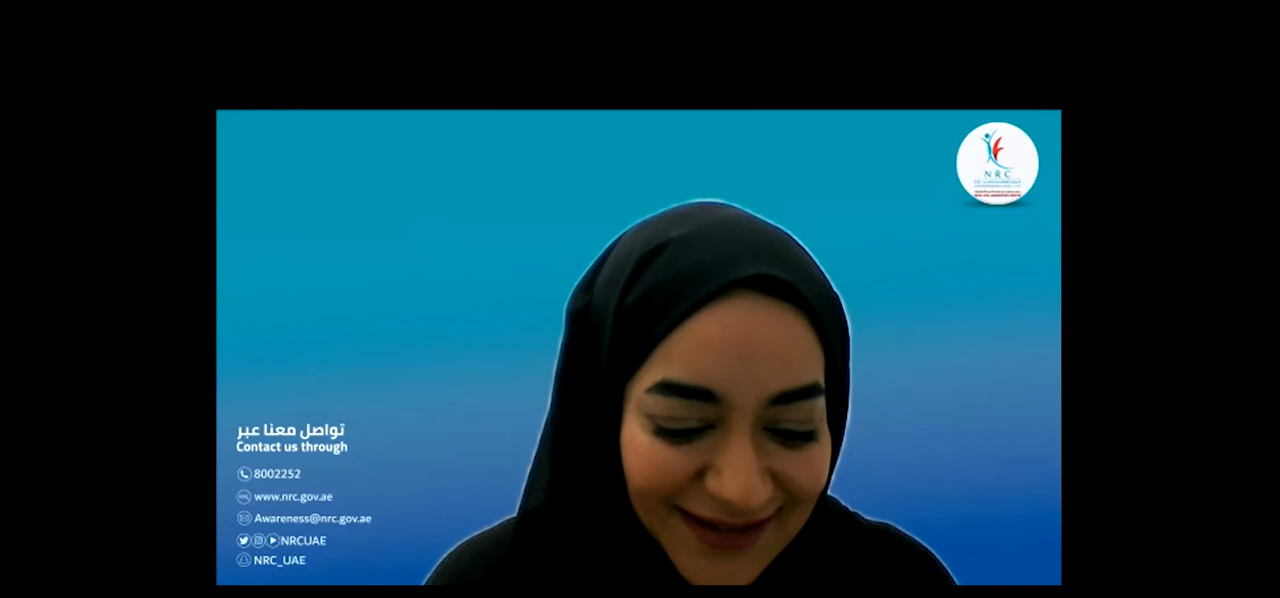 NRC
تواصل معنا عبر
Contact us through
8002252
www.nrc.gov.ae
Awareness@nrc.gov.ae
NRCUAE
NRC_UAE